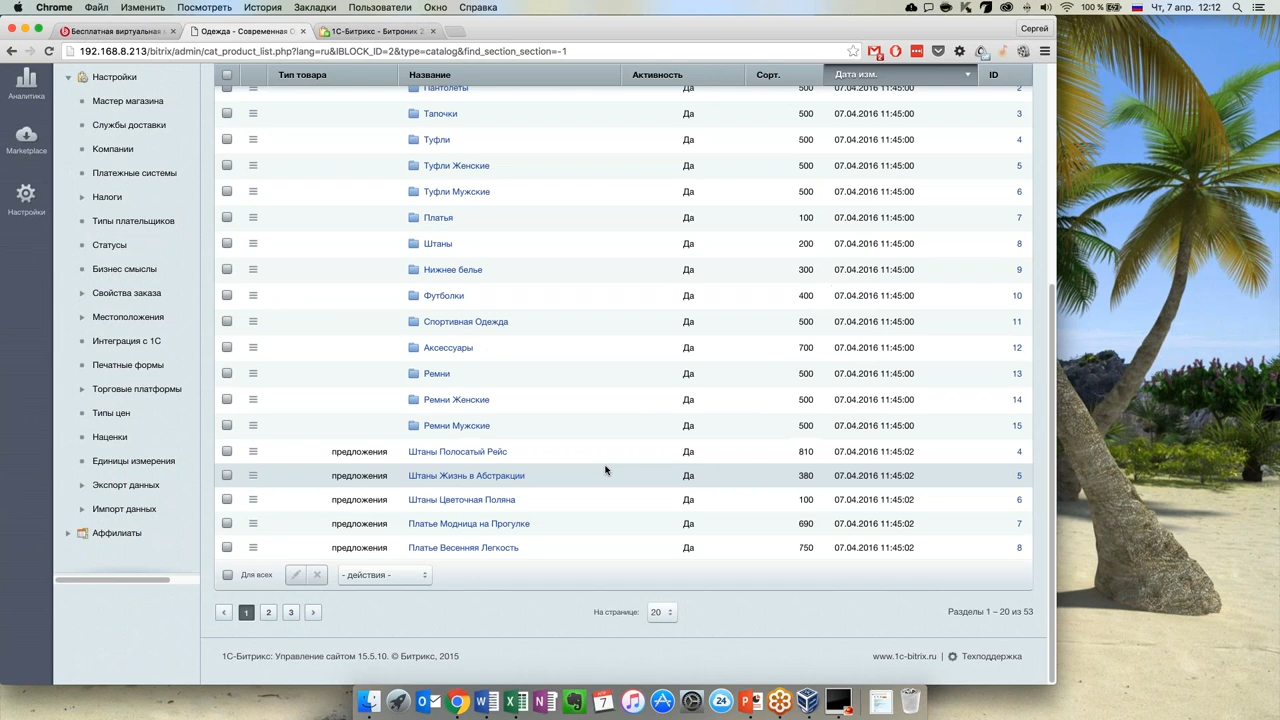 Chrome Файл Изменить Посмотреть История Закладки Пользователи Окно Справка 100 % Чт, 7 апр. 12:12
Бесплатная виртуальная Одежда - Современная О 1С-Битрикс - Битроник 2 Сергей
192.168.8.213/bitrix/admin/cat_product_list.php?lang=ru&IBLOCK_ID=2&type=catalog&find_section_section=-1
Аналитика
Marketplace
Настройки
Настройки
Мастер магазина
Службы доставки
Компании
Платежные системы
Налоги
Типы плательщиков
Статусы
Бизнес смыслы
Свойства заказа
Местоположения
Интеграция с 1С
Печатные формы
Торговые платформы
Типы цен
Наценки
Единицы измерения
Экспорт данных
Импорт данных
Аффилиаты
Тип товара Название Активность Сорт. Дата изм. ID
Пантолеты Да 500 07.04.2016 11:45:00 2
Тапочки Да 500 07.04.2016 11:45:00 3
Туфли Да 500 07.04.2016 11:45:00 4
Туфли Женские Да 500 07.04.2016 11:45:00 5
Туфли Мужские Да 500 07.04.2016 11:45:00 6
Платья Да 100 07.04.2016 11:45:00 7
Штаны Да 200 07.04.2016 11:45:00 8
Нижнее белье Да 300 07.04.2016 11:45:00 9
Футболки Да 400 07.04.2016 11:45:00 10
Спортивная Одежда Да 500 07.04.2016 11:45:00 11
Аксессуары Да 700 07.04.2016 11:45:00 12
Ремни Да 500 07.04.2016 11:45:00 13
Ремни Женские Да 500 07.04.2016 11:45:00 14
Ремни Мужские Да 500 07.04.2016 11:45:00 15
предложения Штаны Полосатый Рейс Да 810 07.04.2016 11:45:02 4
предложения Штаны Жизнь в Абстракции Да 380 07.04.2016 11:45:02 5
предложения Штаны Цветочная Поляна Да 100 07.04.2016 11:45:02 6
предложения Платье Модница на Прогулке Да 690 07.04.2016 11:45:02 7
предложения Платье Весенняя Легкость Да 750 07.04.2016 11:45:02 8
Для всех - действия -
1 2 3 На странице: 20 Разделы 1 – 20 из 53
1С-Битрикс: Управление сайтом 15.5.10. © Битрикс, 2015 www.1c-bitrix.ru | Техподдержка
7 24